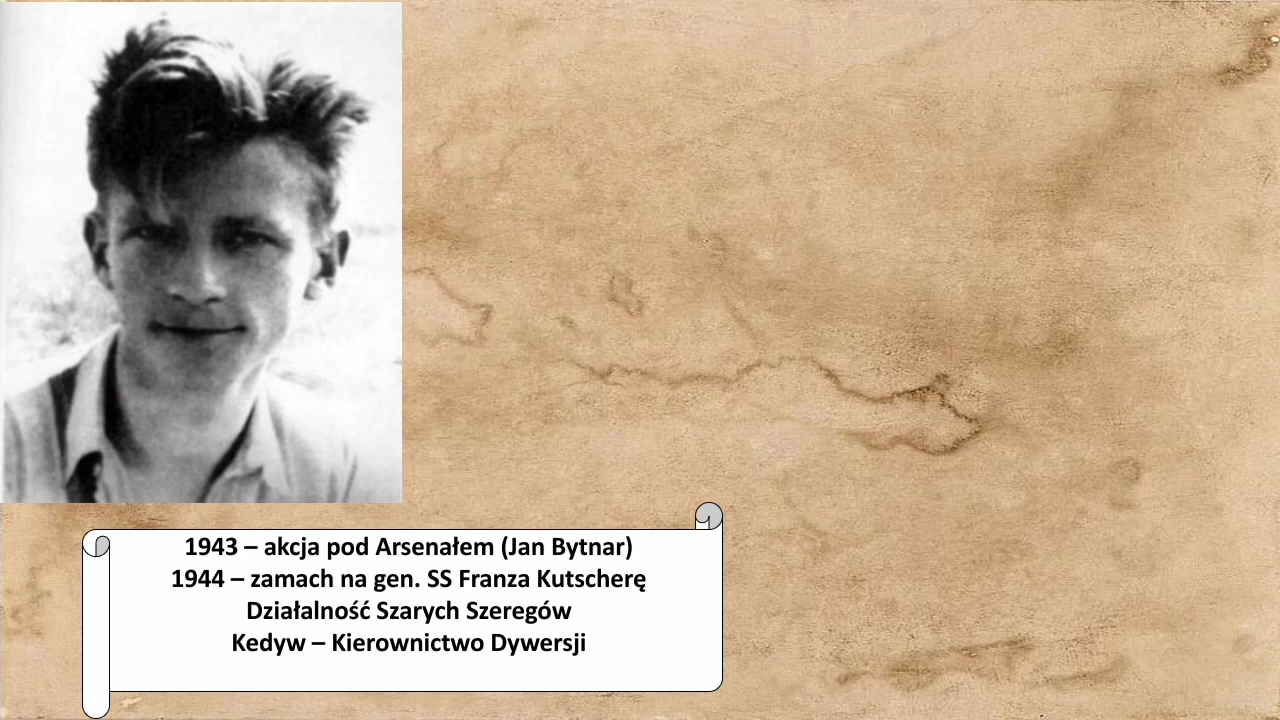 1943 – akcja pod Arsenałem (Jan Bytnar)
1944 – zamach na gen. SS Franza Kutscherę
Działalność Szarych Szeregów
Kedyw – Kierownictwo Dywersji